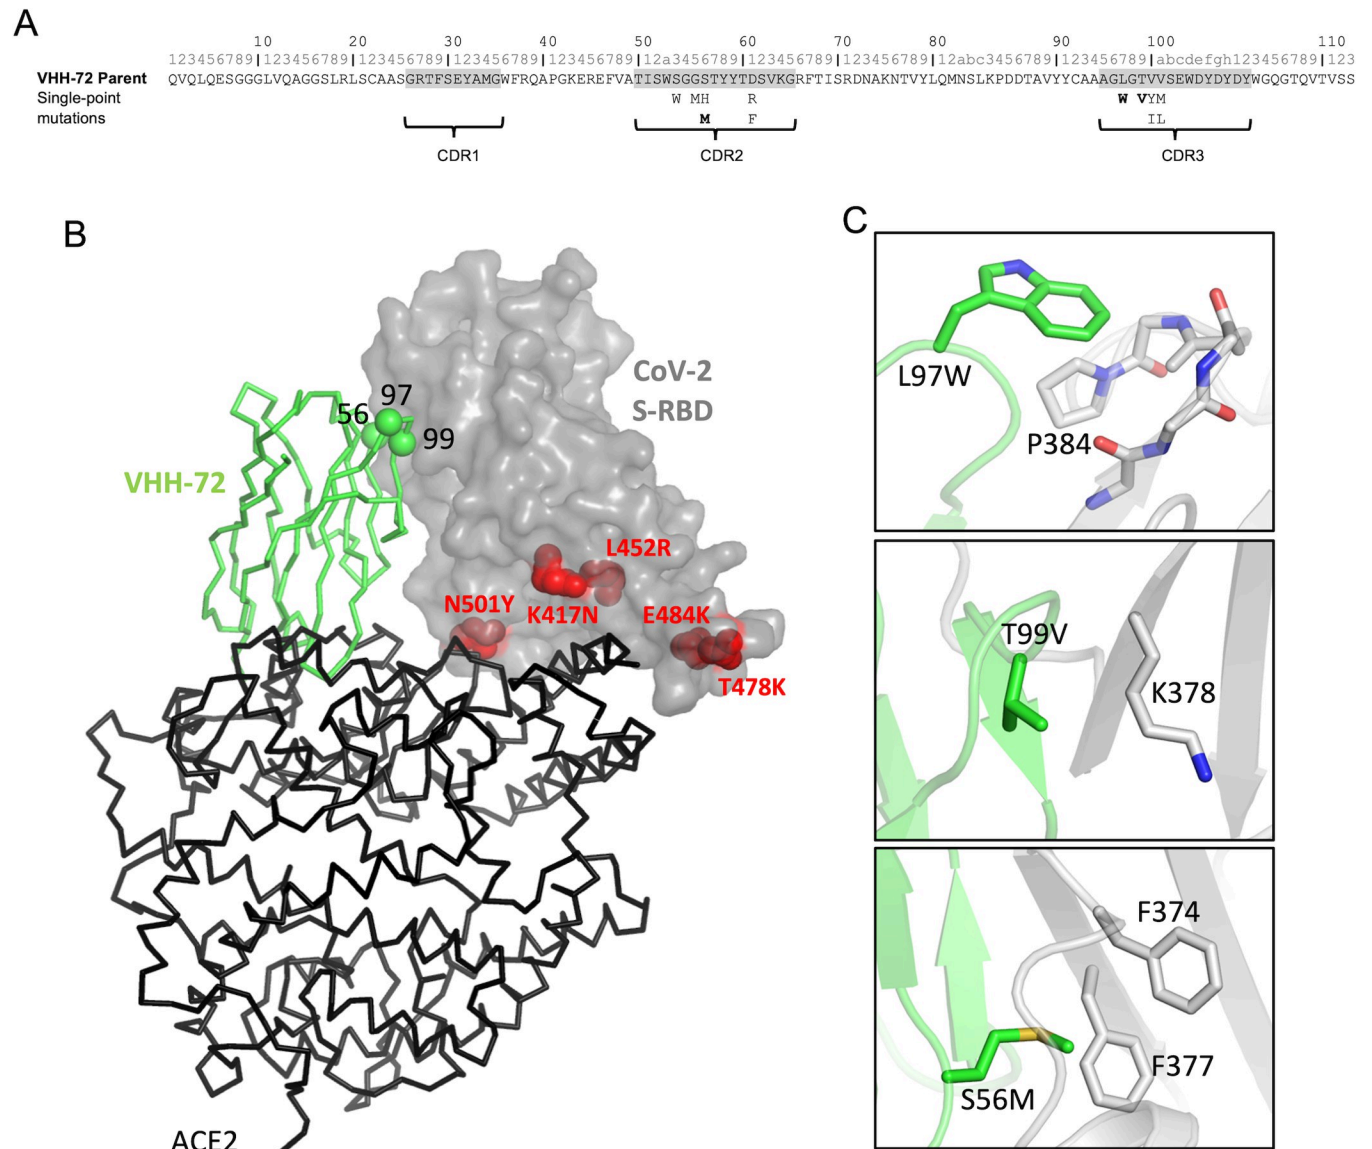 A
10 20 30 40 50 60 70 80 90 100 110
123456789 123456789 123456789 123456789 12a3456789 123456789 123456789 123456789 12abc3456789 123456789 abcdefgh123456789 123
VHH-72 Parent QVQLQESGGGLVQAGGSLRLSCAASGRTFSEYAMGWFRQAPGKEREFVATISWSGGSTYYTDSVKGRFTISRDNAKNTVYLQMNSLKPDDTAVYYCAAAGLGTVVSEWDYDYDYWGQGTQVTVSS
Single-point W MH R W VYM
mutations M F IL
CDR1 CDR2 CDR3
B
CoV-2
S-RBD
97
56
99
VHH-72
L452R
N501Y
K417N
E484K
T478K
ACE2
C
L97W
P384
T99V
K378
F374
F377
S56M